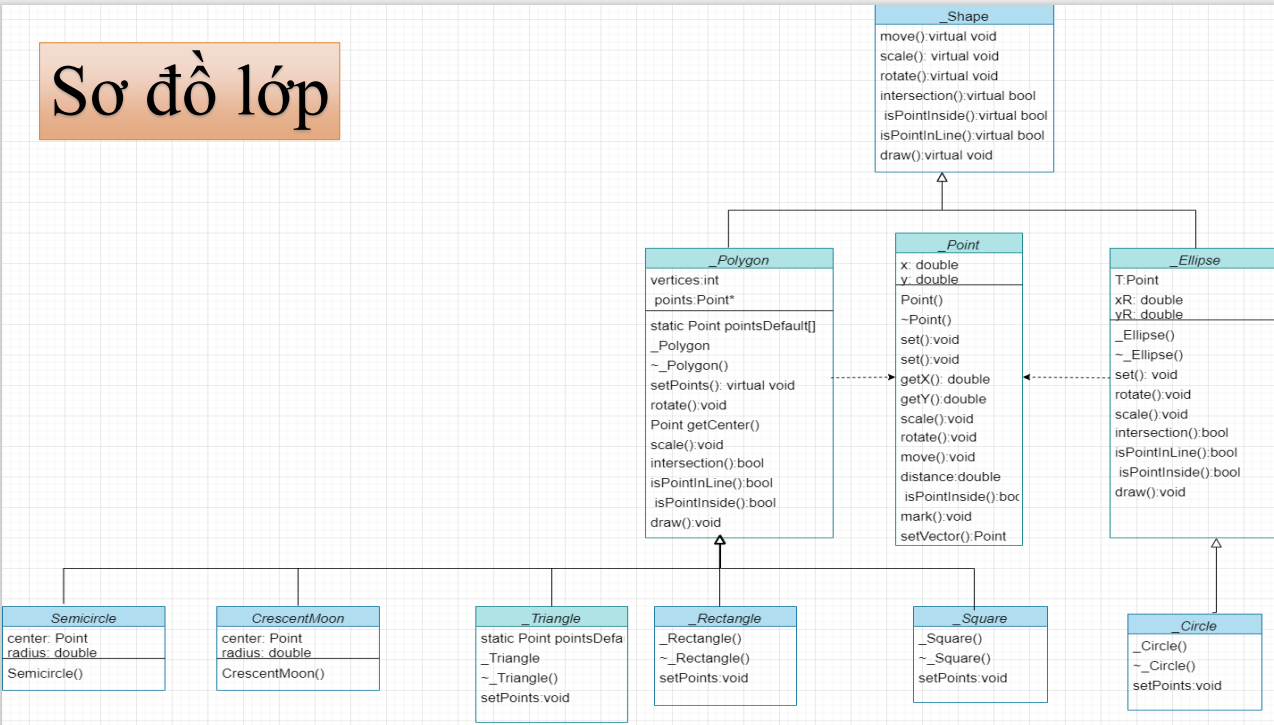 Sơ đồ lớp
_Shape
move():virtual void
scale(): virtual void
rotate():virtual void
intersection():virtual bool
isPointInside():virtual bool
isPointInLine():virtual bool
draw():virtual void
_Polygon
vertices:int
points:Point*
static Point pointsDefault[]
_Polygon
~_Polygon()
setPoints(): virtual void
rotate():void
Point getCenter()
scale():void
intersection():bool
isPointInLine():bool
isPointInside():bool
draw():void
_Point
x: double
y: double
Point()
~Point()
set():void
set():void
getX(): double
getY():double
scale():void
rotate():void
move():void
distance:double
isPointInside():boo
mark():void
setVector():Point
_Ellipse
T:Point
xR: double
yR: double
_Ellipse()
~_Ellipse()
set(): void
rotate():void
scale():void
intersection():bool
isPointInLine():bool
isPointInside():bool
draw():void
Semicircle
center: Point
radius: double
Semicircle()
CrescentMoon
center: Point
radius: double
CrescentMoon()
_Triangle
static Point pointsDefa
_Triangle
~_Triangle()
setPoints:void
_Rectangle
_Rectangle()
~_Rectangle()
setPoints:void
_Square
_Square()
~_Square()
setPoints:void
_Circle
_Circle()
~_Circle()
setPoints:void